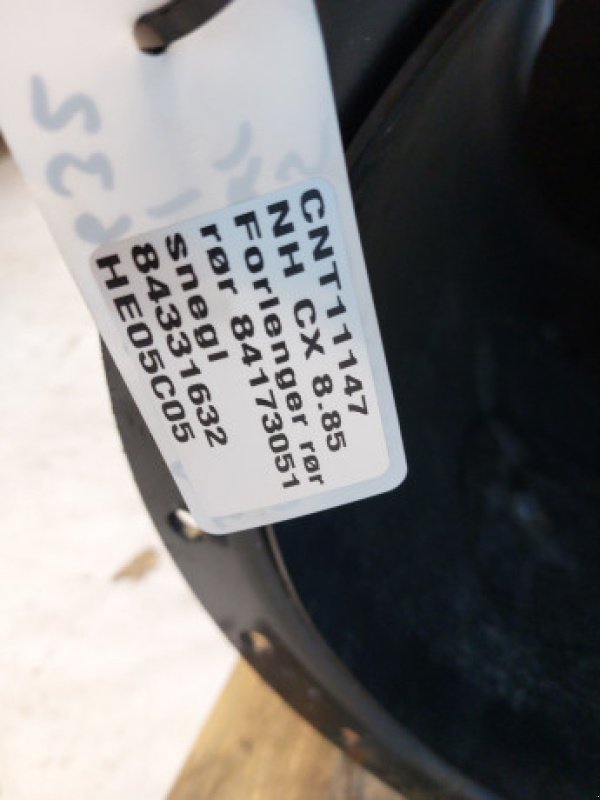 CNT11147
NH CX 8.85
Forlenger rør
rør 84173051
snegl
84331632
HE05C05